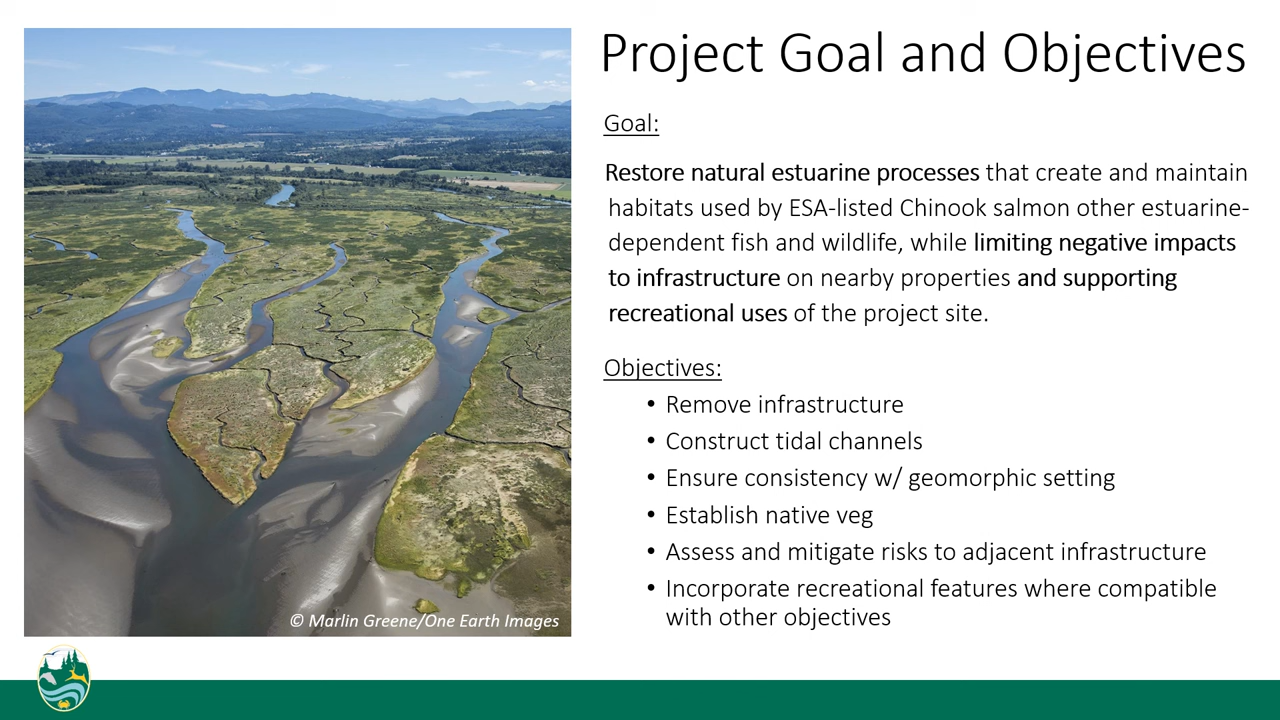 Project Goal and Objectives
Goal:
Restore natural estuarine processes that create and maintain
habitats used by ESA-listed Chinook salmon other estuarine-
dependent fish and wildlife, while limiting negative impacts
to infrastructure on nearby properties and supporting
recreational uses of the project site.
Objectives:
• Remove infrastructure
• Construct tidal channels
• Ensure consistency w/ geomorphic setting
• Establish native veg
• Assess and mitigate risks to adjacent infrastructure
• Incorporate recreational features where compatible
with other objectives
© Marlin Greene/One Earth Images